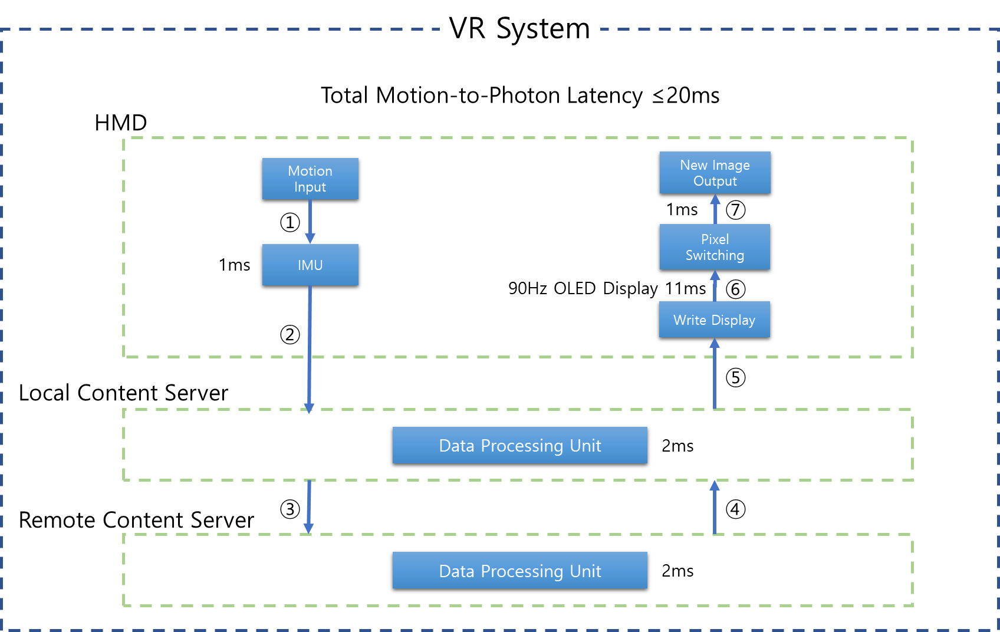 VR System
Total Motion-to-Photon Latency ≤20ms
HMD
Motion
Input
①
1ms
IMU
②
New Image
Output
1ms
⑦
Pixel
Switching
90Hz OLED Display 11ms
⑥
Write Display
⑤
Local Content Server
Data Processing Unit
2ms
③
④
Remote Content Server
Data Processing Unit
2ms